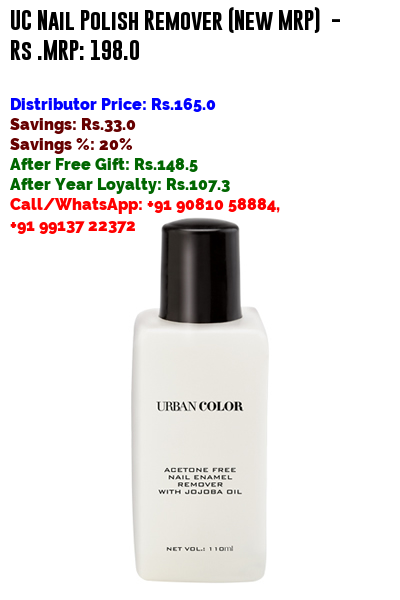 UC Nail Polish Remover (New MRP) -
Rs .MRP: 198.0
Distributor Price: Rs.165.0
Savings: Rs.33.0
Savings %: 20%
After Free Gift: Rs.148.5
After Year Loyalty: Rs.107.3
Call/WhatsApp: +91 90810 58884,
+91 99137 22372
URBAN COLOR
ACETONE FREE
NAIL ENAMEL
REMOVER
WITH JOJOBA OIL
NET VOL.: 110ml